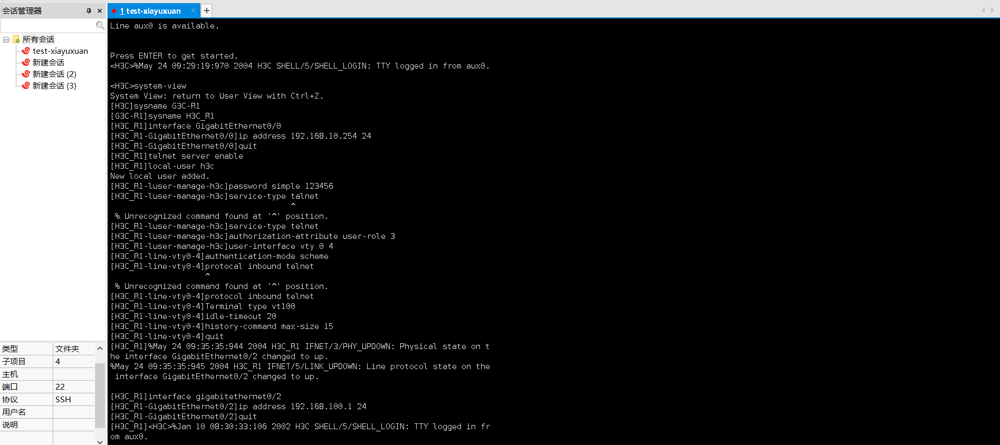 会话管理器
所有会话
test-xiayuxuan
新建会话
新建会话 (2)
新建会话 (3)
类型 文件夹
子项目 4
主机
端口 22
协议 SSH
用户名
说明
1 test-xiayuxuan × +
Line aux0 is available.
Press ENTER to get started.
<H3C>%May 24 09:29:19:970 2004 H3C SHELL/5/SHELL_LOGIN: TTY logged in from aux0.
<H3C>system-view
System View: return to User View with Ctrl+Z.
[H3C]sysname G3C-R1
[G3C-R1]sysname H3C_R1
[H3C_R1]interface GigabitEthernet0/0
[H3C_R1-GigabitEthernet0/0]ip address 192.168.10.254 24
[H3C_R1-GigabitEthernet0/0]quit
[H3C_R1]telnet server enable
[H3C_R1]local-user h3c
New local user added.
[H3C_R1-luser-manage-h3c]password simple 123456
[H3C_R1-luser-manage-h3c]service-type talnet
^
% Unrecognized command found at '^' position.
[H3C_R1-luser-manage-h3c]service-type telnet
[H3C_R1-luser-manage-h3c]authorization-attribute user-role 3
[H3C_R1-luser-manage-h3c]user-interface vty 0 4
[H3C_R1-line-vty0-4]authentication-mode scheme
[H3C_R1-line-vty0-4]protocal inbound telnet
^
% Unrecognized command found at '^' position.
[H3C_R1-line-vty0-4]protocol inbound telnet
[H3C_R1-line-vty0-4]Terminal type vt100
[H3C_R1-line-vty0-4]idle-timeout 20
[H3C_R1-line-vty0-4]history-command max-size 15
[H3C_R1-line-vty0-4]quit
[H3C_R1]%May 24 09:35:35:944 2004 H3C_R1 IFNET/3/PHY_UPDOWN: Physical state on t
he interface GigabitEthernet0/2 changed to up.
%May 24 09:35:35:945 2004 H3C_R1 IFNET/5/LINK_UPDOWN: Line protocol state on the
interface GigabitEthernet0/2 changed to up.
[H3C_R1]interface gigabitethernet0/2
[H3C_R1-GigabitEthernet0/2]ip address 192.168.100.1 24
[H3C_R1-GigabitEthernet0/2]quit
[H3C_R1]<H3C>%Jan 10 08:30:33:106 2002 H3C SHELL/5/SHELL_LOGIN: TTY logged in fr
om aux0.